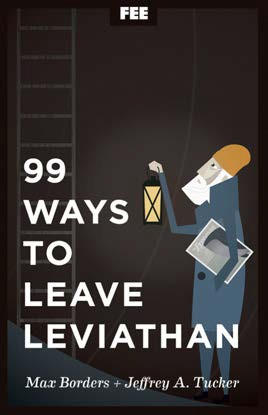 FEE
99
WAYS
TO
LEAVE
LEVIATHAN
Max Borders + Jeffrey A. Tucker